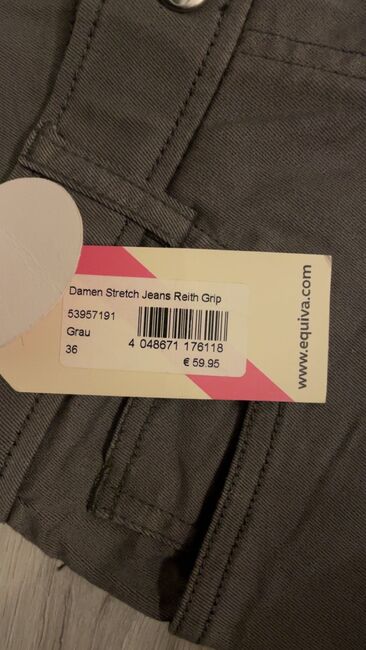 Damen Stretch Jeans Reith Grip
53957191
Grau
36
4 048671 176118
€ 59.95
www.equiva.com